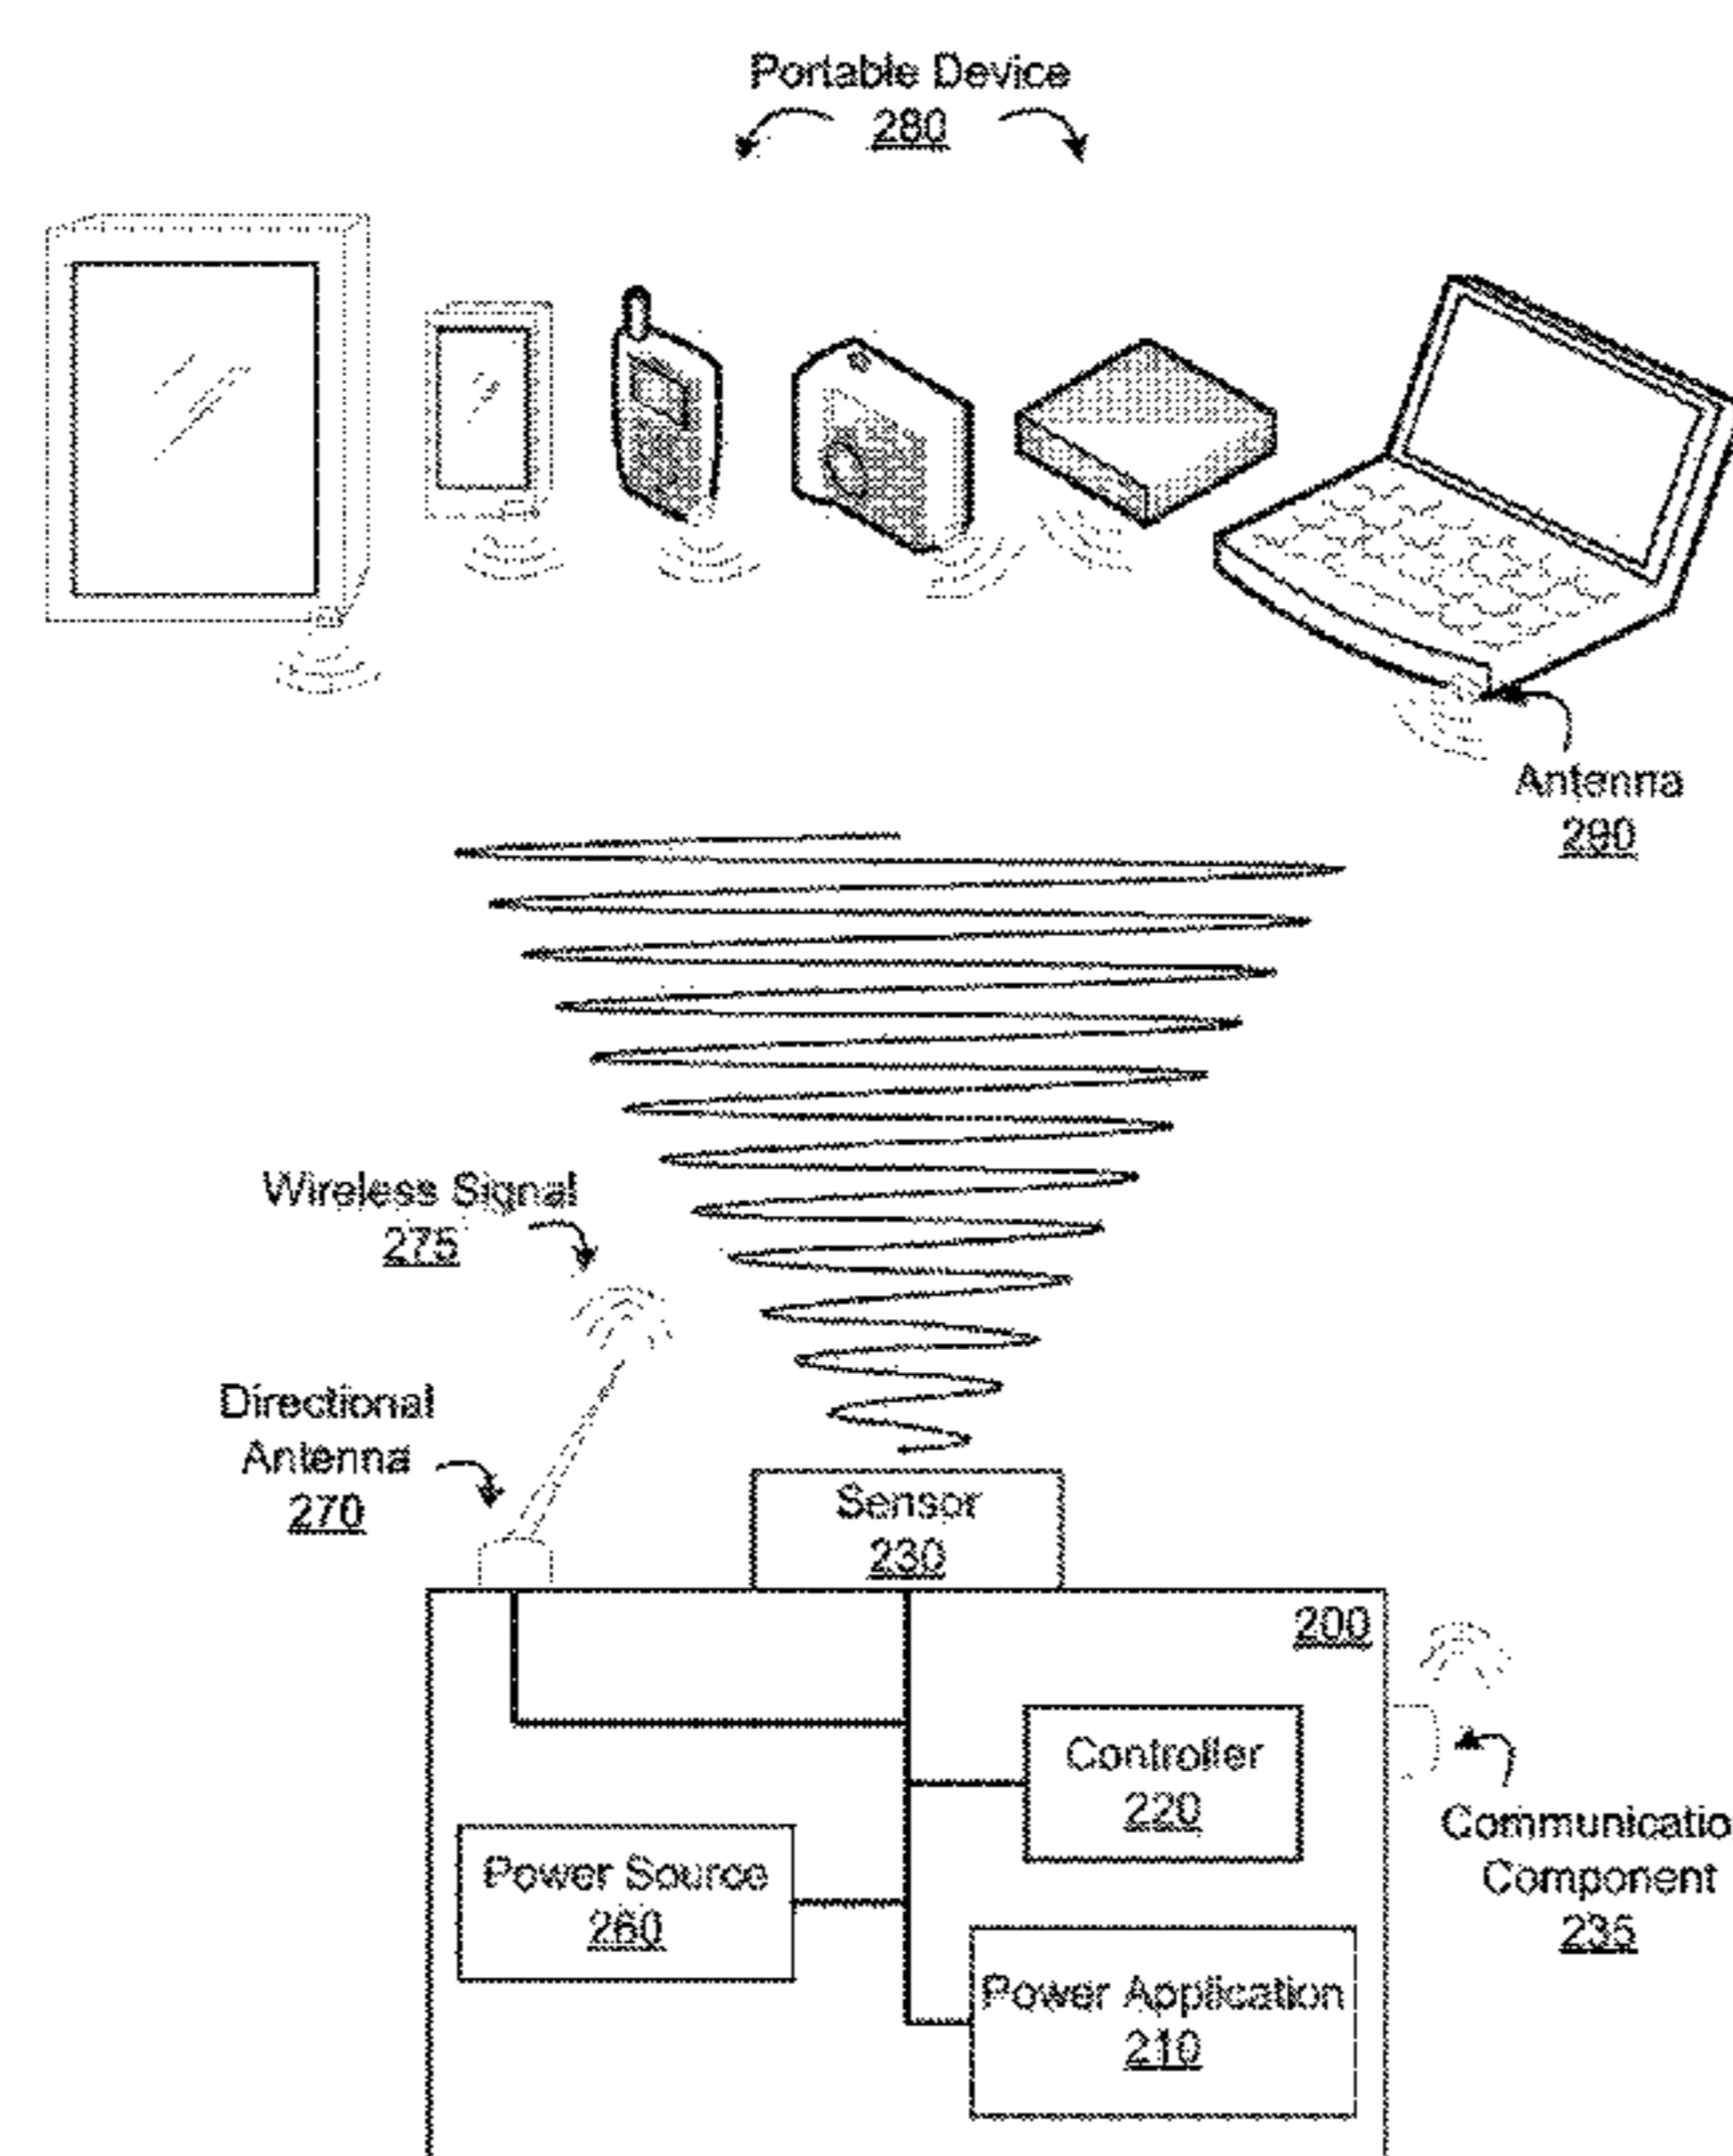 Portable Device
280
Antenna
290
Wireless Signal
275
Directional
Antenna
270
Sensor
230
200
Controller
220
Communicatio
Component
235
Power Source
260
Power Application
210